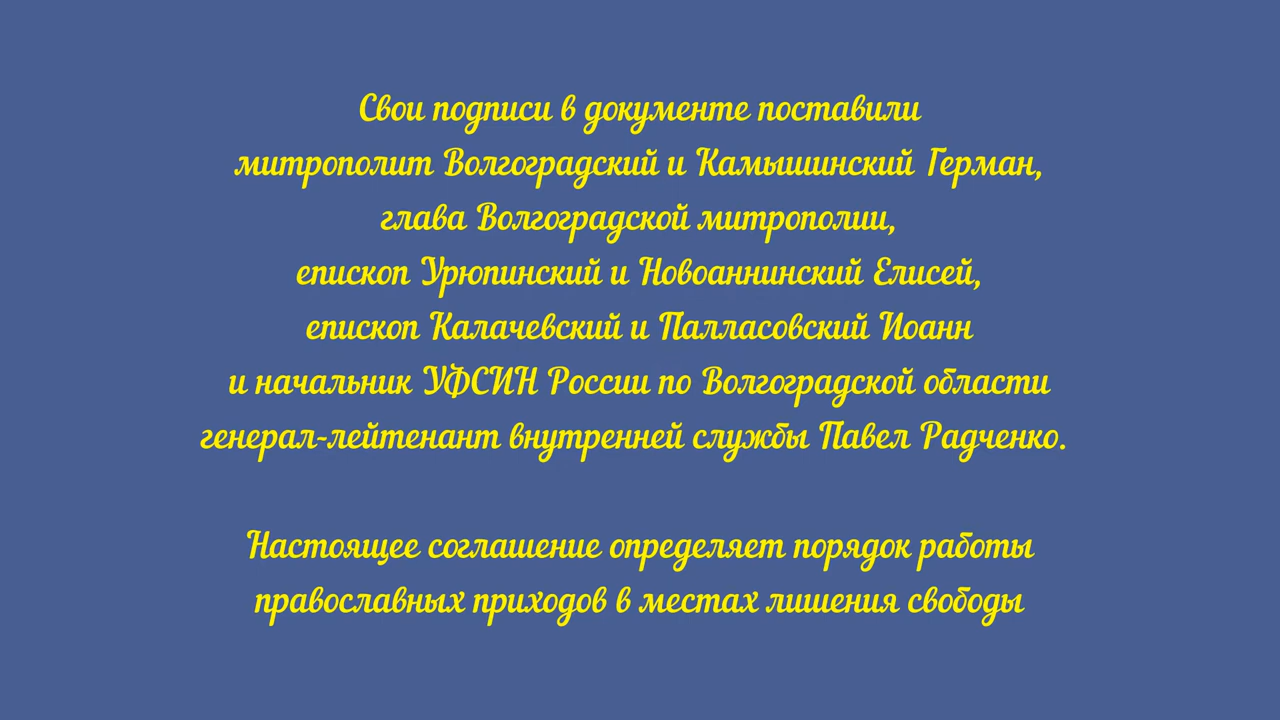 Свои подписи в документе поставили
митрополит Волгоградский и Камышинский Герман,
глава Волгоградской митрополии,
епископ Урюпинский и Новоаннинский Елисей,
епископ Калачевский и Палласовский Иоанн
и начальник УФСИН России по Волгоградской области
генерал-лейтенант внутренней службы Павел Радченко.
Настоящее соглашение определяет порядок работы
православных приходов в местах лишения свободы